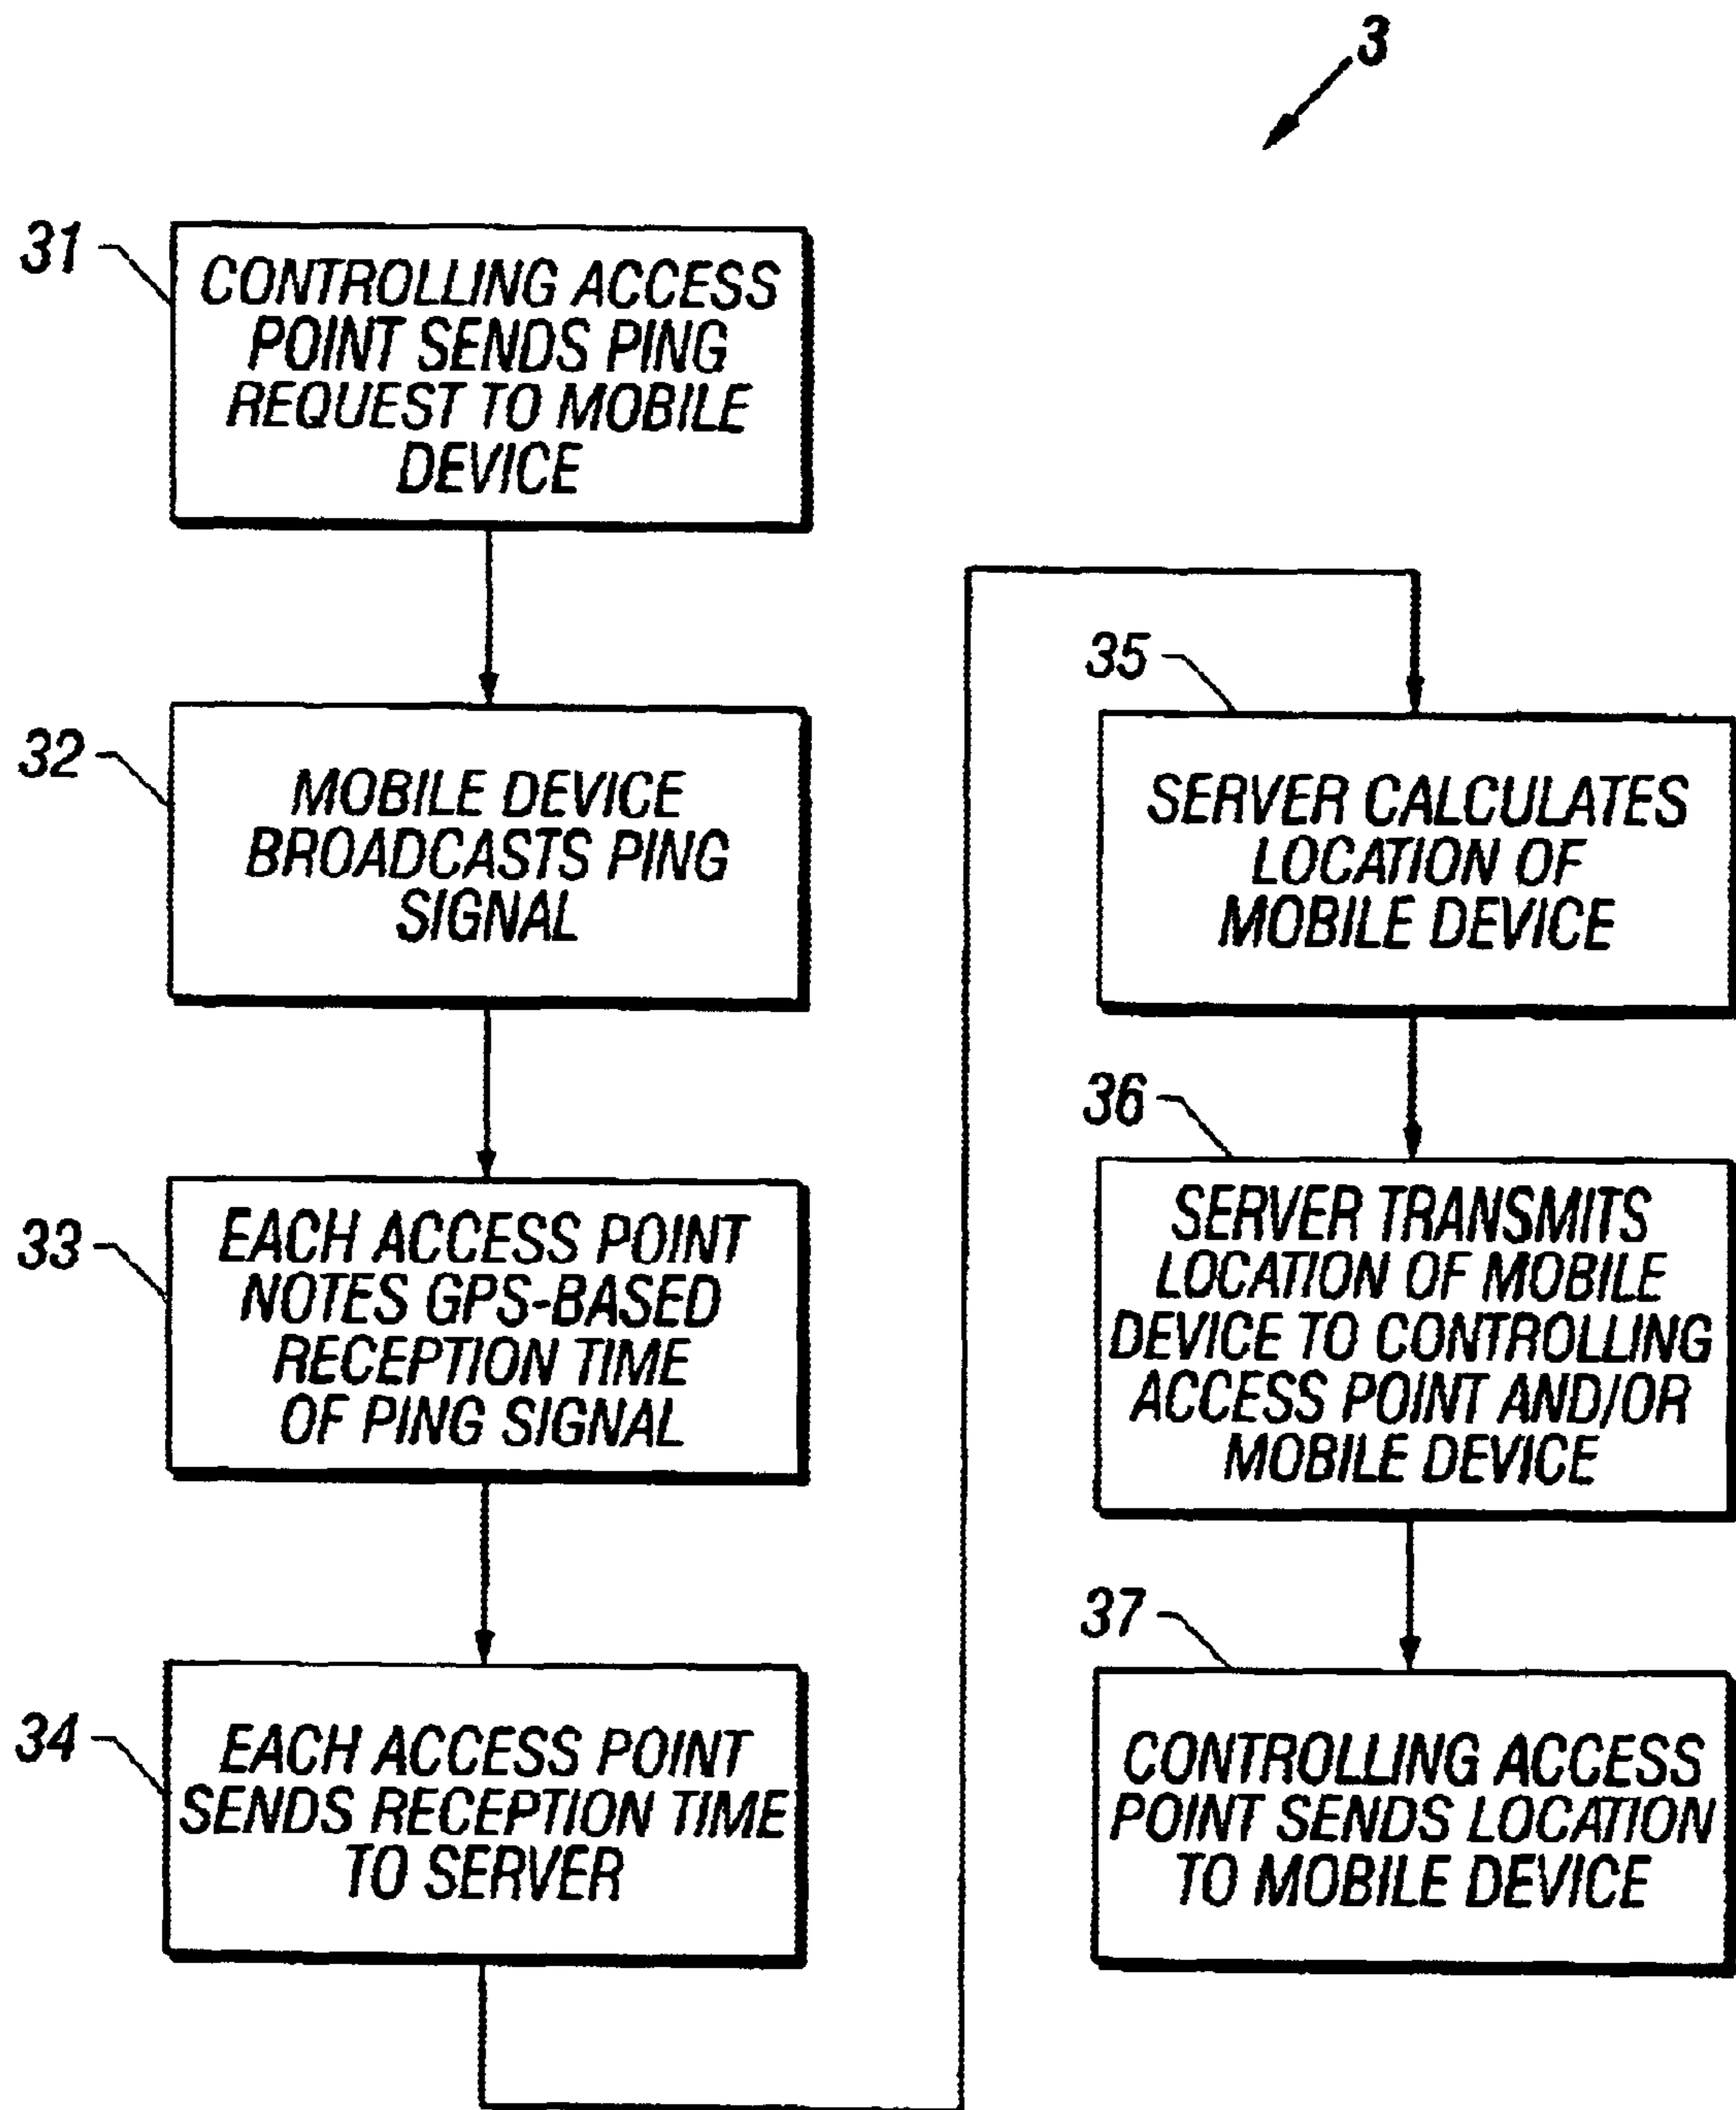 3
31
CONTROLLING ACCESS
POINT SENDS PING
REQUEST TO MOBILE
DEVICE
32
MOBILE DEVICE
BROADCASTS PING
SIGNAL
33
EACH ACCESS POINT
NOTES GPS-BASED
RECEPTION TIME
OF PING SIGNAL
34
EACH ACCESS POINT
SENDS RECEPTION TIME
TO SERVER
35
SERVER CALCULATES
LOCATION OF
MOBILE DEVICE
36
SERVER TRANSMITS
LOCATION OF MOBILE
DEVICE TO CONTROLLING
ACCESS POINT AND/OR
MOBILE DEVICE
37
CONTROLLING ACCESS
POINT SENDS LOCATION
TO MOBILE DEVICE